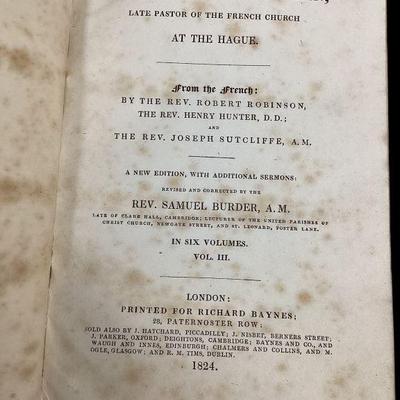 LATE PASTOR OF THE FRENCH CHURCH
AT THE HAGUE.
From the French:
BY THE REV. ROBERT ROBINSON,
THE REV. HENRY HUNTER, D.D.;
AND
THE REV. JOSEPH SUTCLIFFE, A.M.
A NEW EDITION, WITH ADDITIONAL SERMONS:
REVISED AND CORRECTED BY THE
REV. SAMUEL BURDER, A.M.
LATE OF CLARE HALL, CAMBRIDGE; LECTURER OF THE UNITED PARISHES OF
CHRIST CHURCH, NEWGATE STREET, AND ST. LEONARD, FOSTER LANE.
IN SIX VOLUMES.
VOL. III.
LONDON:
PRINTED FOR RICHARD BAYNES;
28, PATERNOSTER ROW:
SOLD ALSO BY J. HATCHARD, PICCADILLY; J. NISBET, BERNERS STREET;
J. PARKER, OXFORD; DEIGHTONS, CAMBRIDGE; BAYNES AND CO., AND
WAUGH AND INNES, EDINBURGH; CHALMERS AND COLLINS, AND M.
OGLE, GLASGOW; AND R. M. TIMS, DUBLIN.
1824.